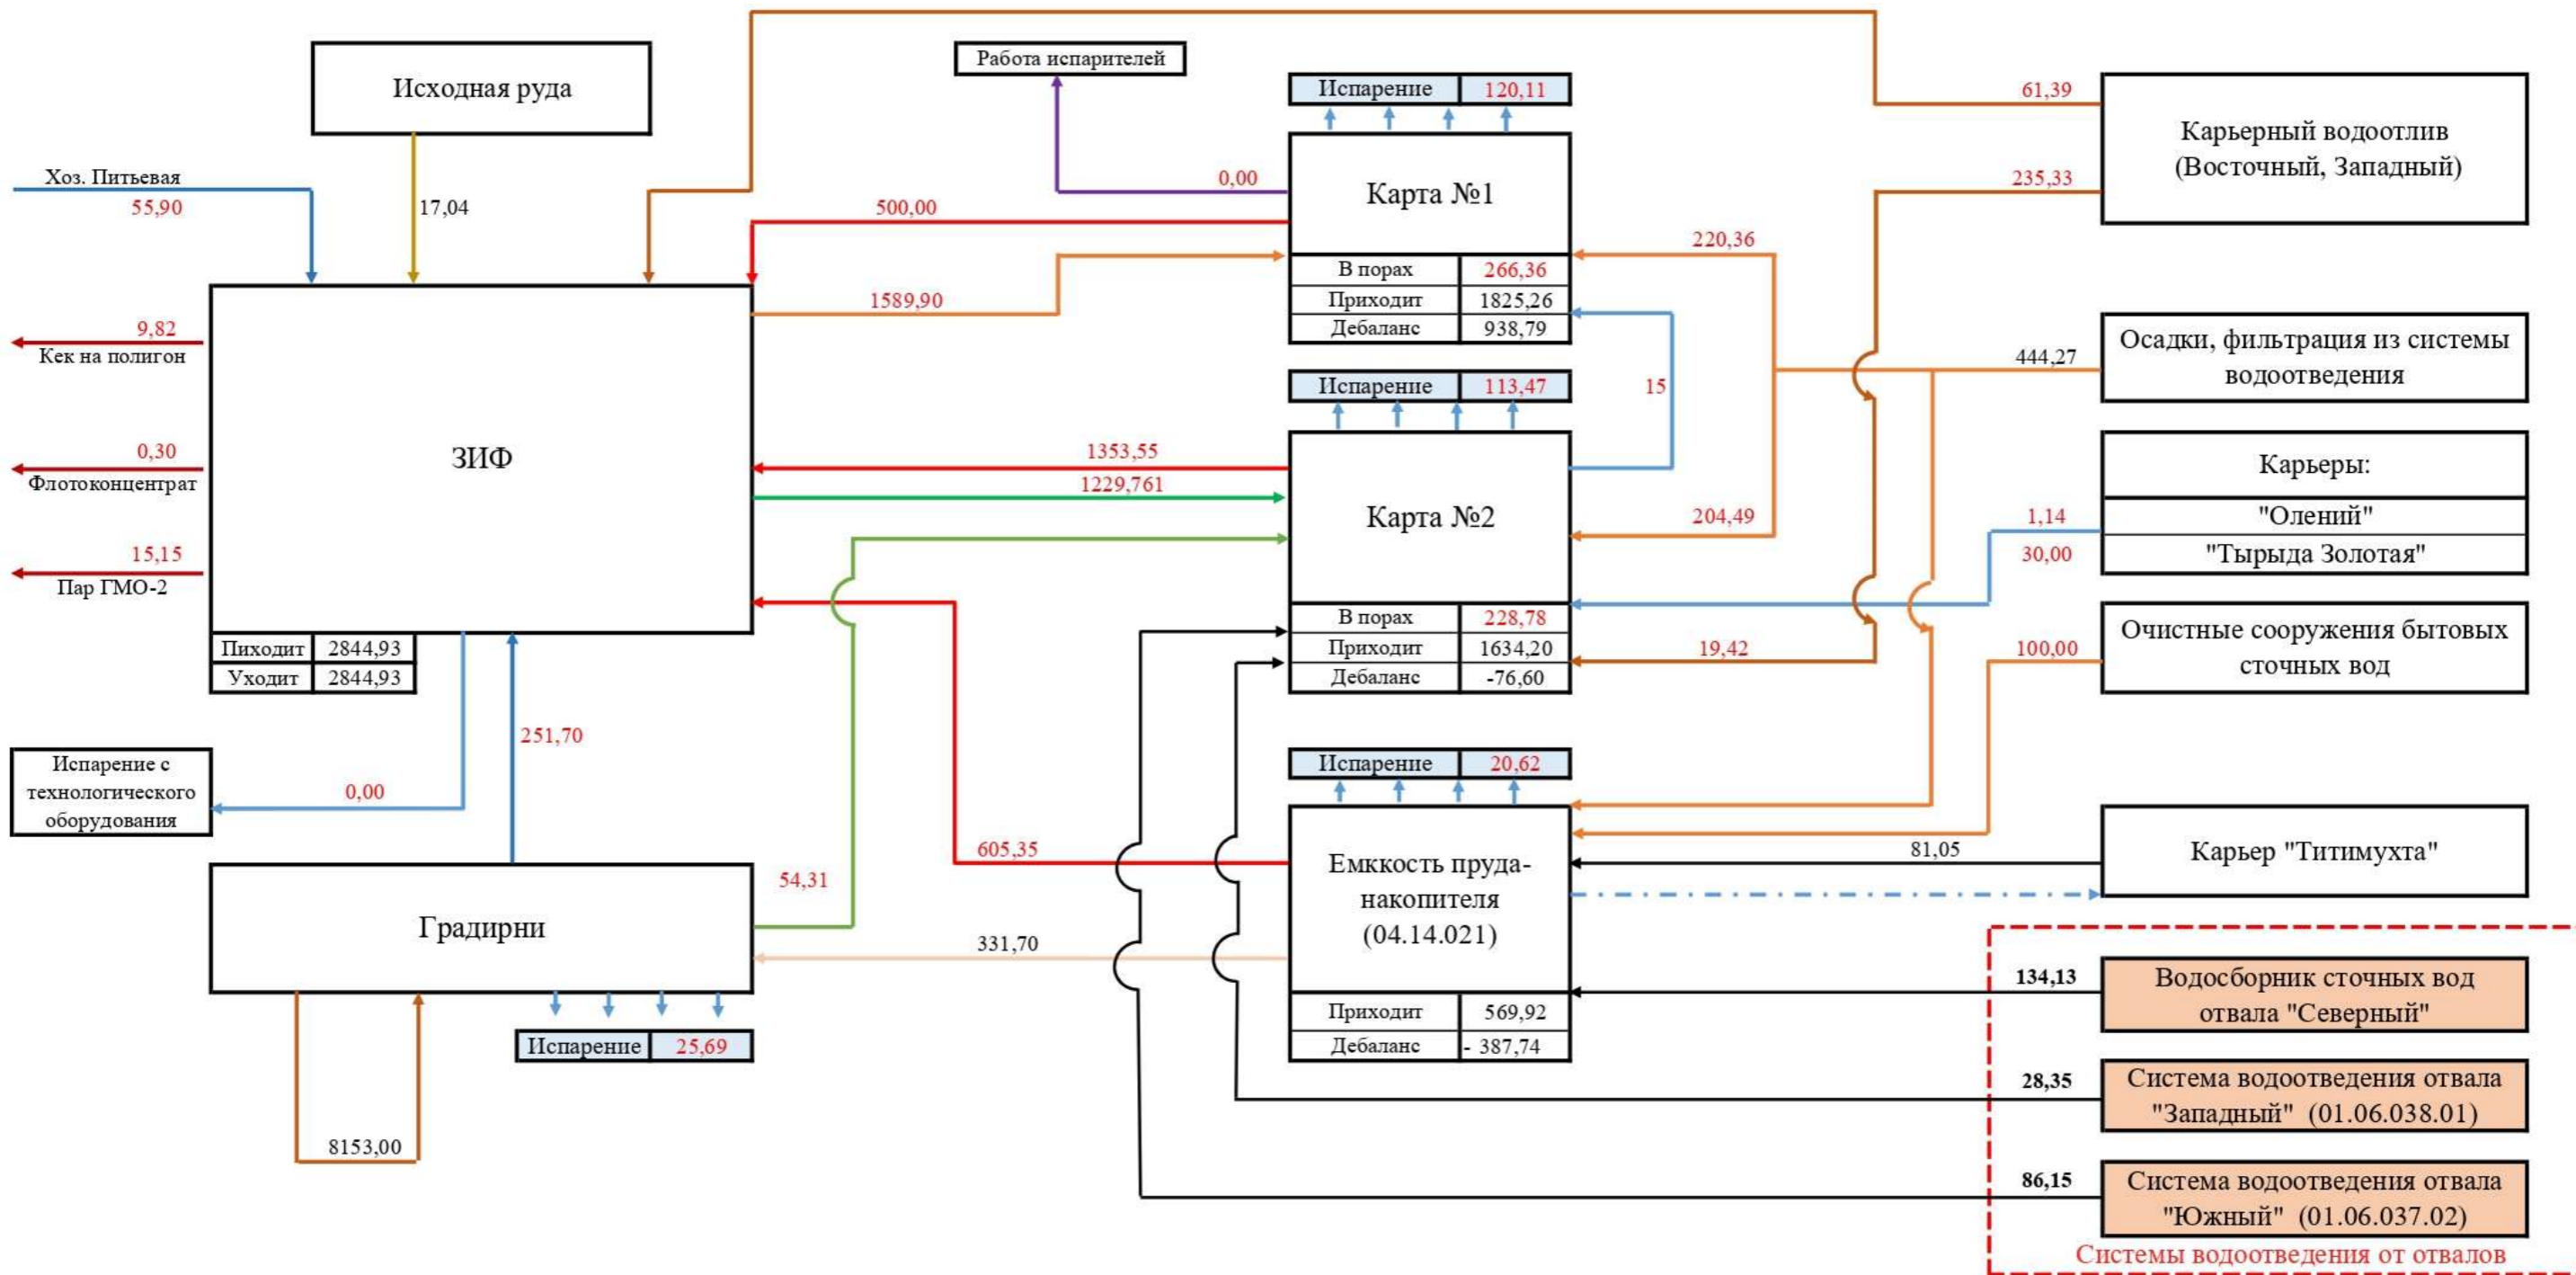 Исходная руда
Хоз. Питьевая
55,90
17,04
Работа испарителей
0,00
500,00
1589,90
Испарение 120,11
Карта №1
В порах 266,36
Приходит 1825,26
Дебаланс 938,79
220,36
15
61,39
235,33
Карьерный водоотлив
(Восточный, Западный)
444,27
Осадки, фильтрация из системы
водоотведения
9,82
Кек на полигон
0,30
Флотоконцентрат
15,15
Пар ГМО-2
ЗИФ
Пиходит 2844,93
Уходит 2844,93
1353,55
1229,761
Испарение 113,47
Карта №2
В порах 228,78
Приходит 1634,20
Дебаланс -76,60
204,49
19,42
Карьеры:
"Олений"
"Тырыда Золотая"
1,14
30,00
100,00
Очистные сооружения бытовых
сточных вод
251,70
Испарение с
технологического
оборудования
0,00
54,31
605,35
331,70
Градирни
Испарение 25,69
8153,00
Испарение 20,62
Емккость пруда-
накопителя
(04.14.021)
Приходит 569,92
Дебаланс - 387,74
81,05
Карьер "Титимухта"
134,13
Водосборник сточных вод
отвала "Северный"
28,35
Система водоотведения отвала
"Западный" (01.06.038.01)
86,15
Система водоотведения отвала
"Южный" (01.06.037.02)
Системы водоотведения от отвалов